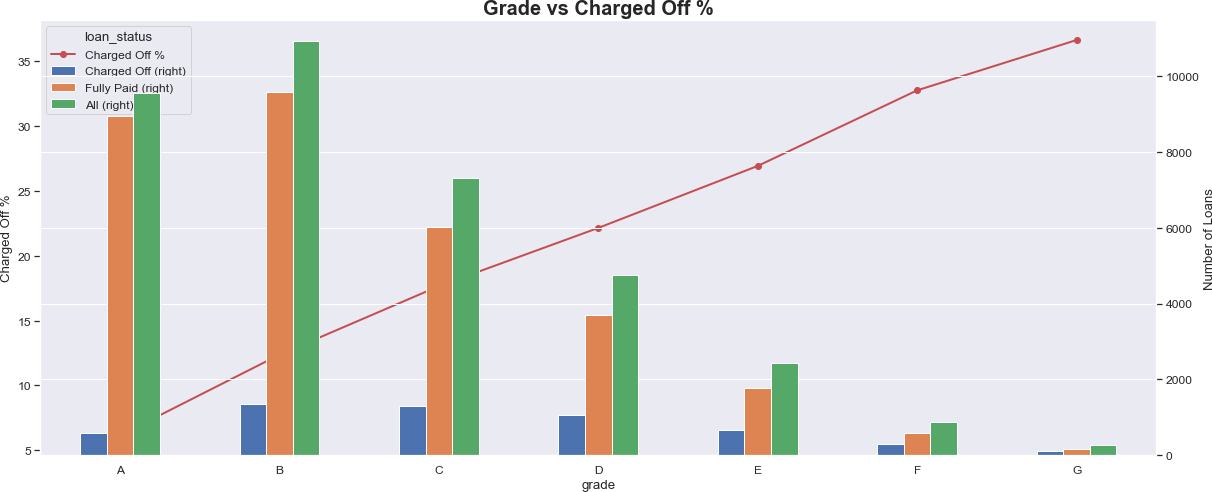 Grade vs Charged Off %
loan_status
Charged Off %
Charged Off (right)
Fully Paid (right)
All (right)
35
30
25
20
15
10
5
Charged Off %
10000
8000
6000
4000
2000
0
Number of Loans
A B C D E F G
grade